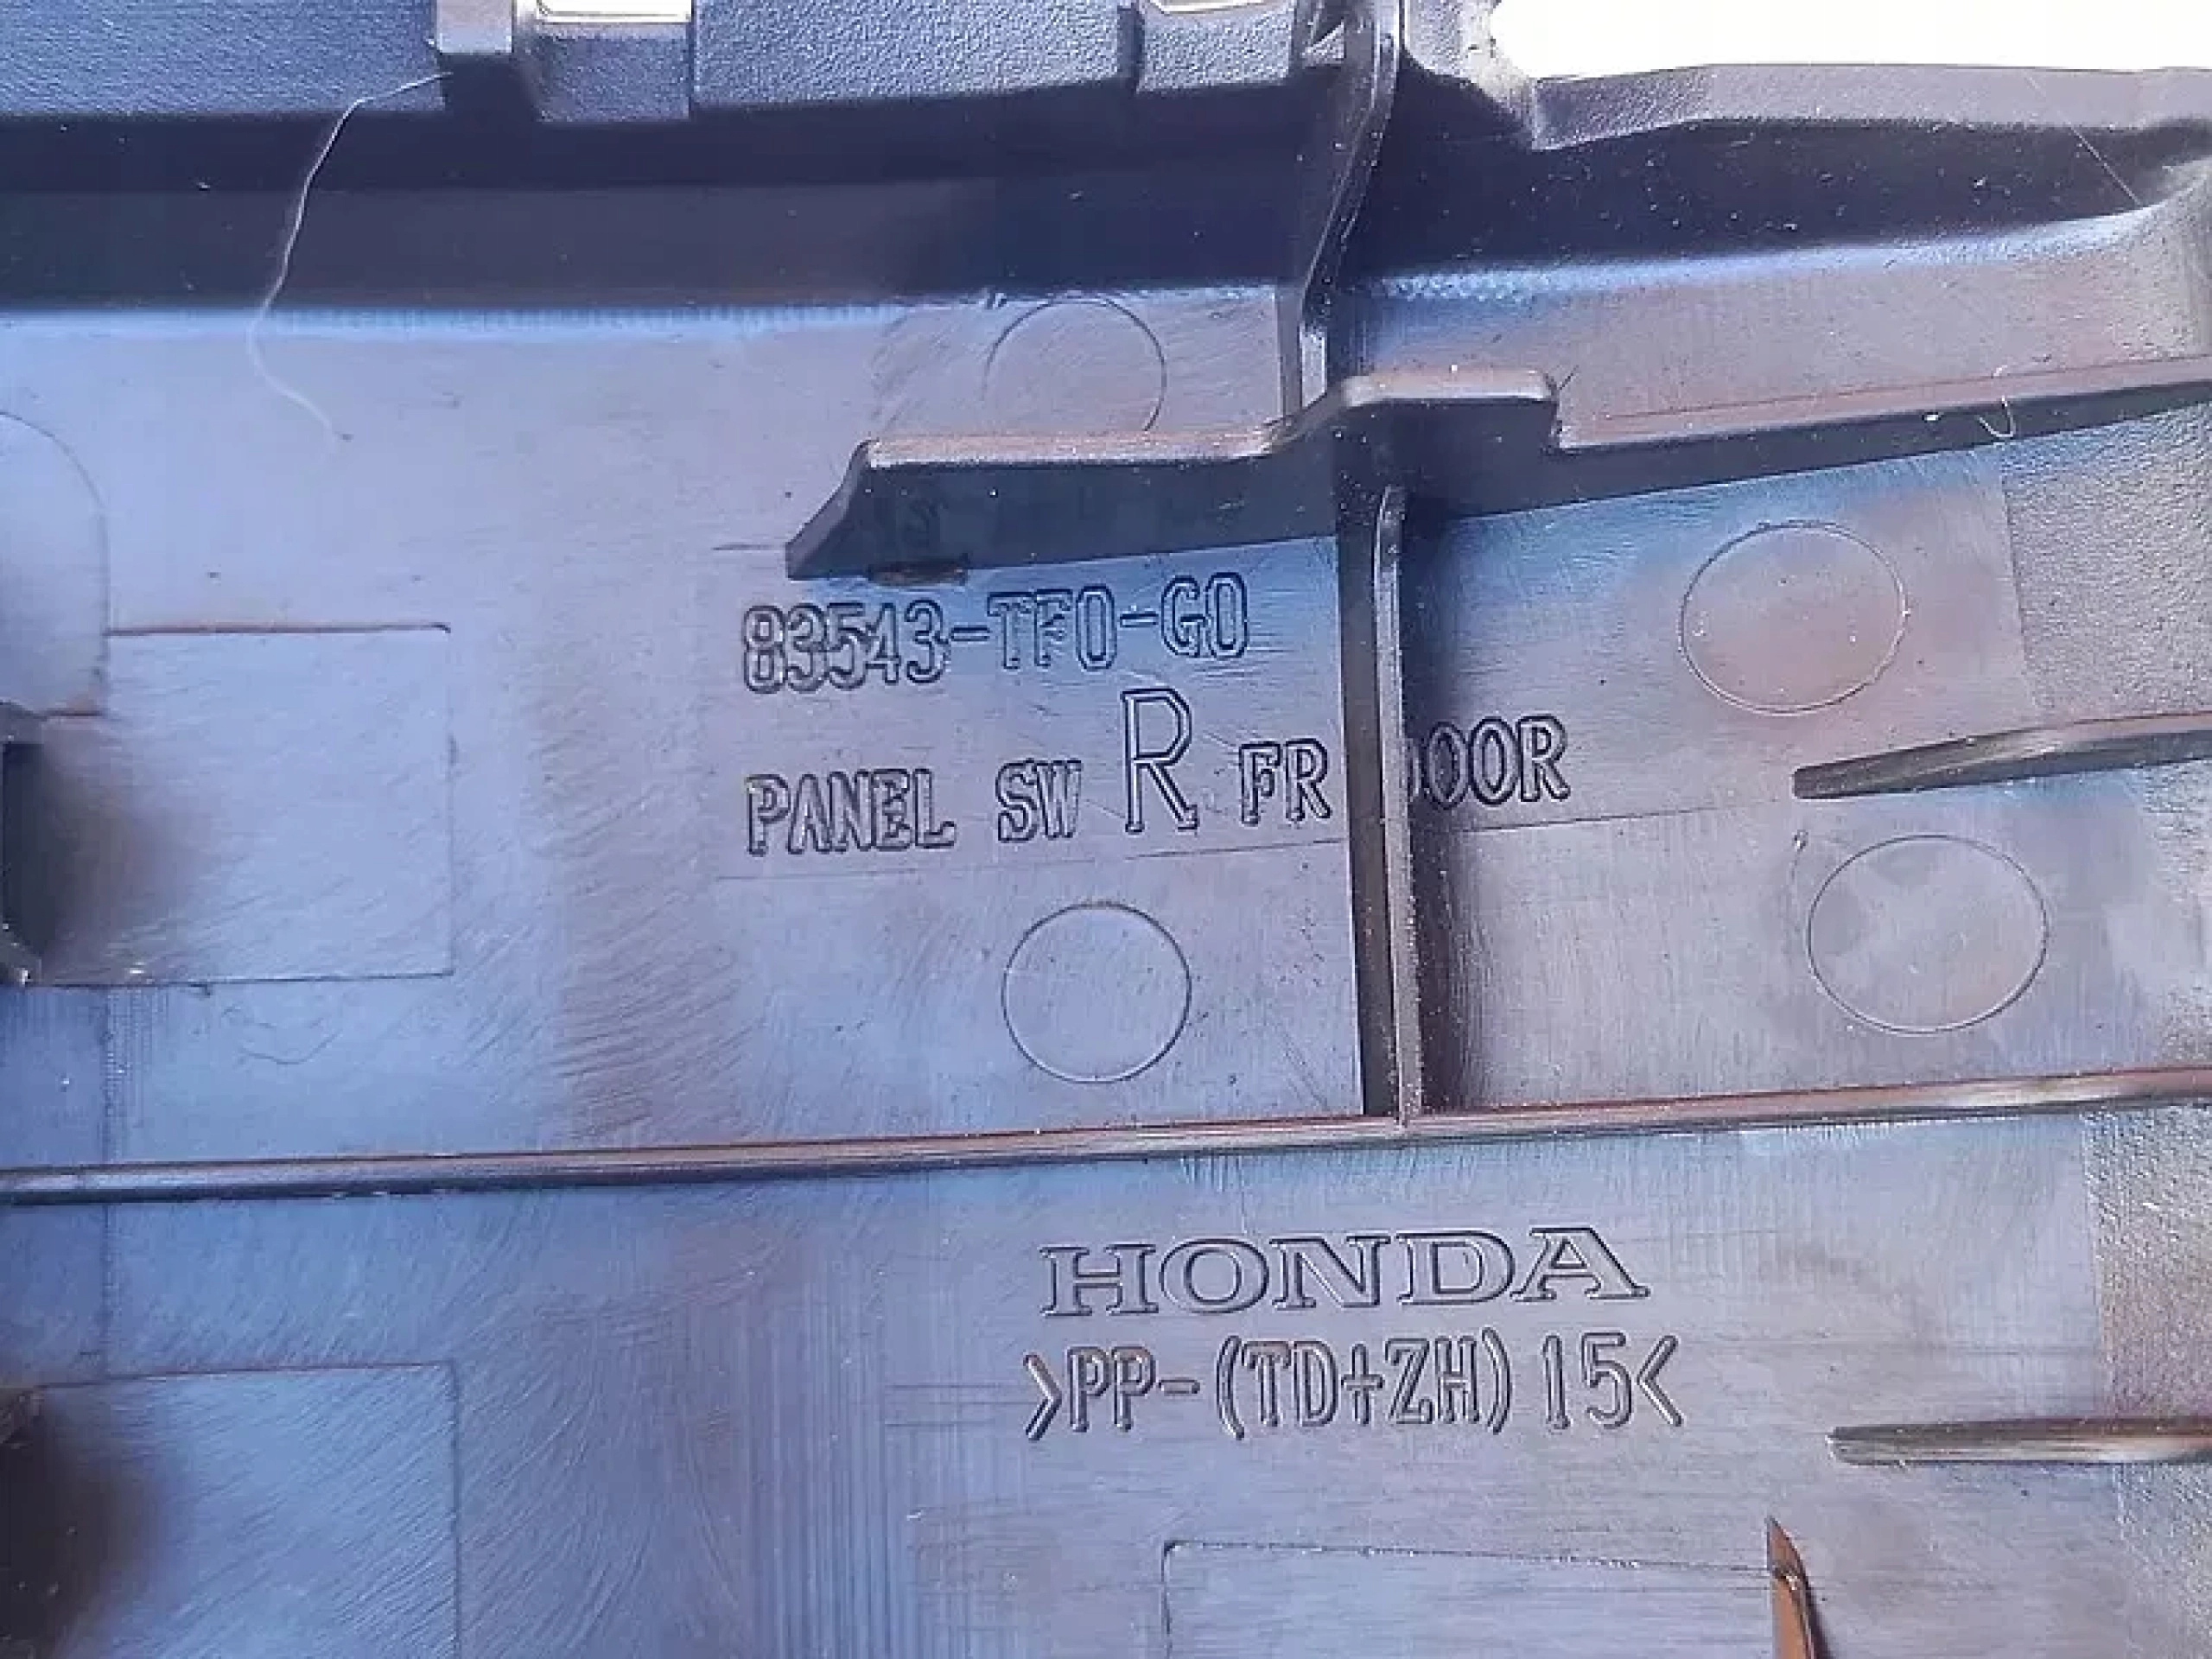 83543-TF0-G0
PANEL SW R FR DOOR
HONDA
>PP-(TD+ZH)15<